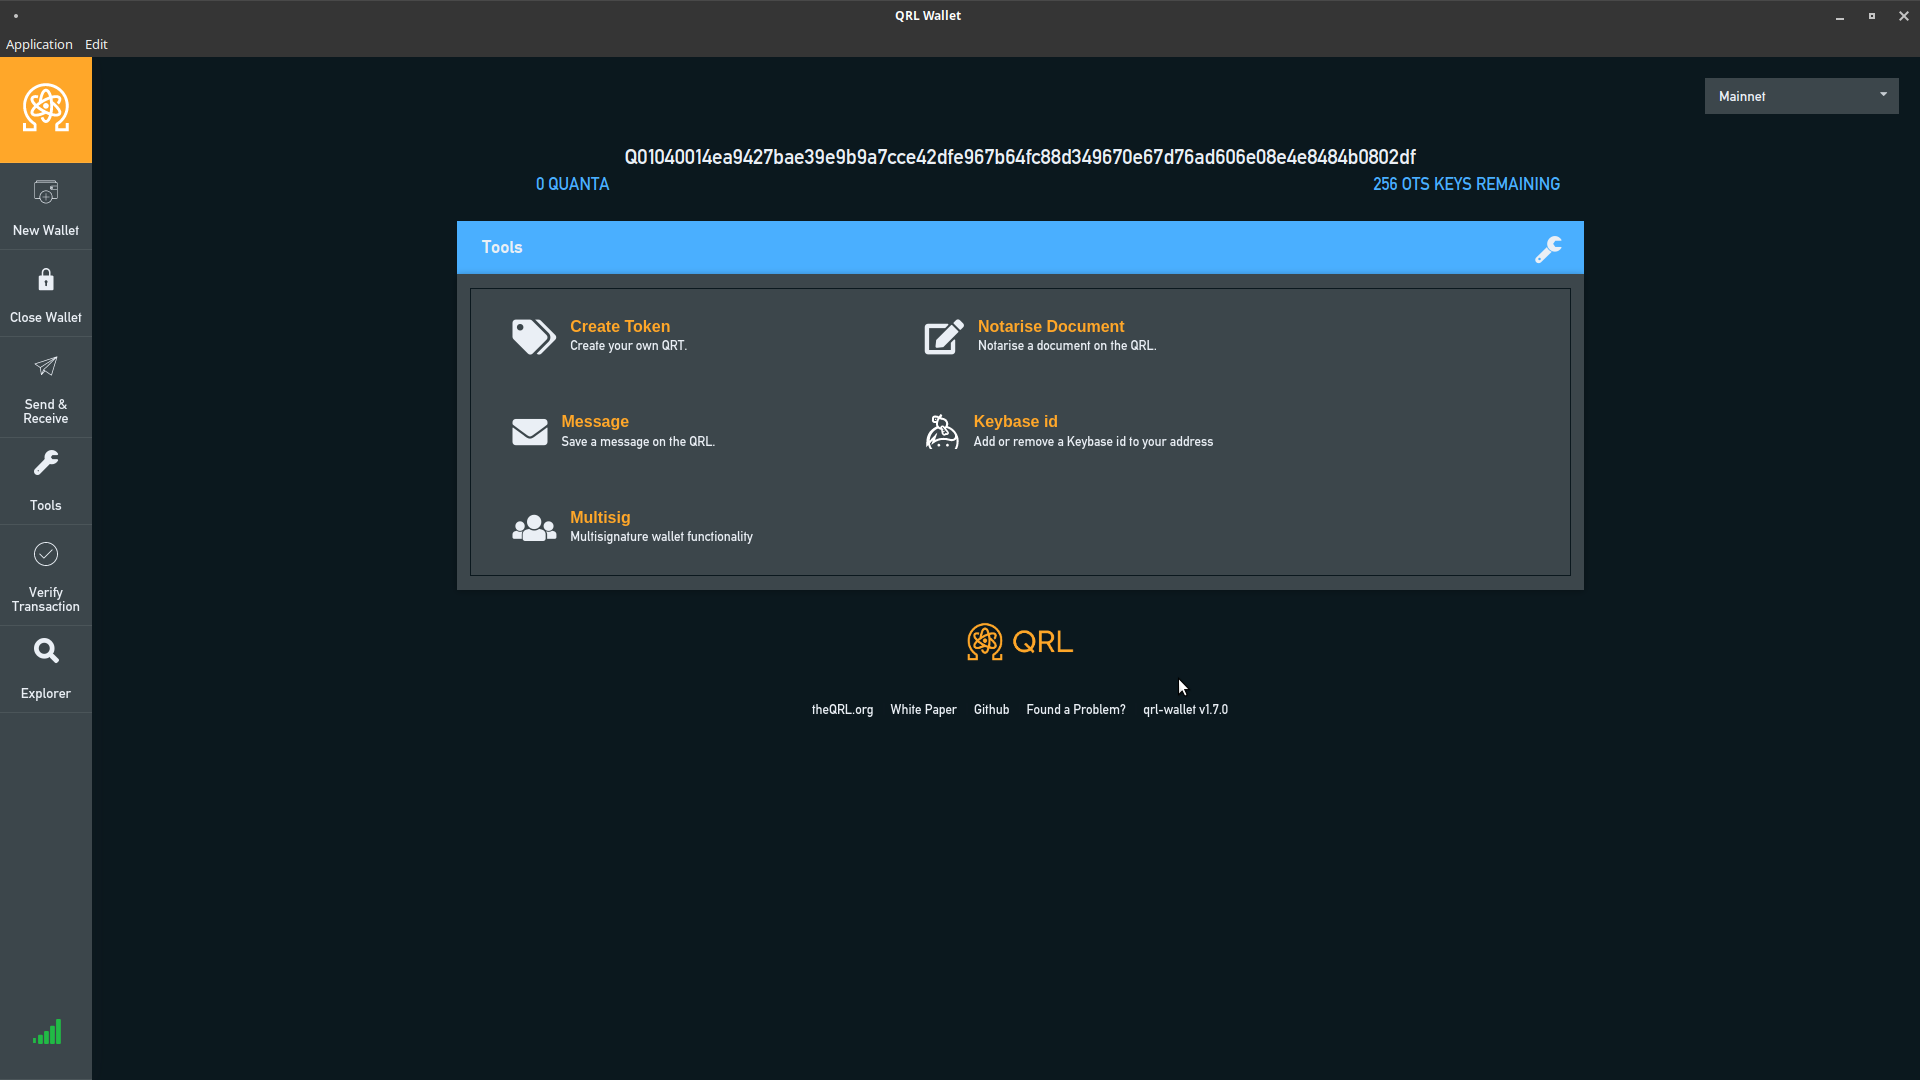 QRL Wallet
Application Edit
Mainnet
Q01040014ea9427bae39e9b9a7cce42dfe967b64fc88d349670e67d76ad606e08e4e8484b0802df
0 QUANTA 256 OTS KEYS REMAINING
New Wallet
Close Wallet
Send &
Receive
Tools
Verify
Transaction
Explorer
Tools
Create Token
Create your own QRT.
Notarise Document
Notarise a document on the QRL.
Message
Save a message on the QRL.
Keybase id
Add or remove a Keybase id to your address
Multisig
Multisignature wallet functionality
QRL
theQRL.org White Paper Github Found a Problem? qrl-wallet v1.7.0